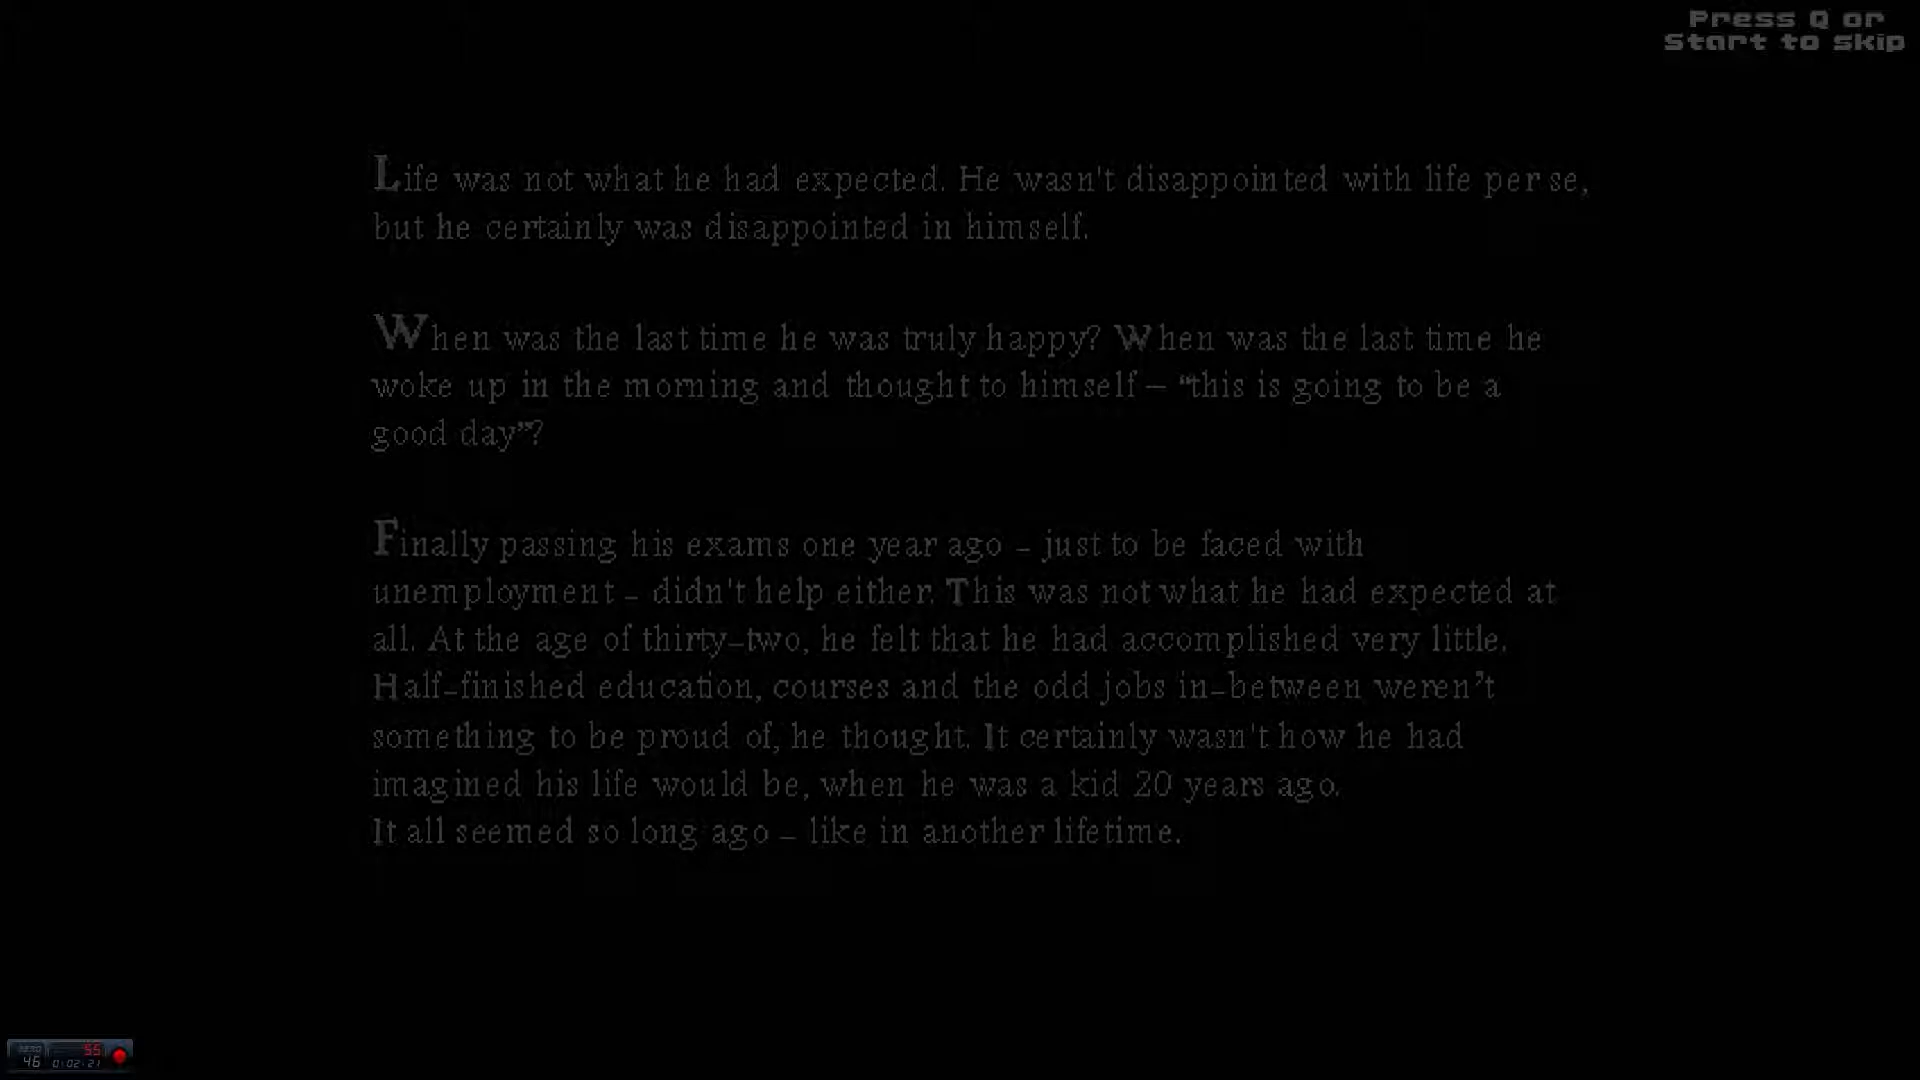 Press Q or
Start to skip
Life was not what he had expected. He wasn't disappointed with life per se,
but he certainly was disappointed in himself.
When was the last time he was truly happy? When was the last time he
woke up in the morning and thought to himself – “this is going to be a
good day”?
Finally passing his exams one year ago – just to be faced with
unemployment – didn't help either. This was not what he had expected at
all. At the age of thirty–two, he felt that he had accomplished very little.
Half–finished education, courses and the odd jobs in–between weren’t
something to be proud of, he thought. It certainly wasn't how he had
imagined his life would be, when he was a kid 20 years ago.
It all seemed so long ago – like in another lifetime.
46
55
0:02:21